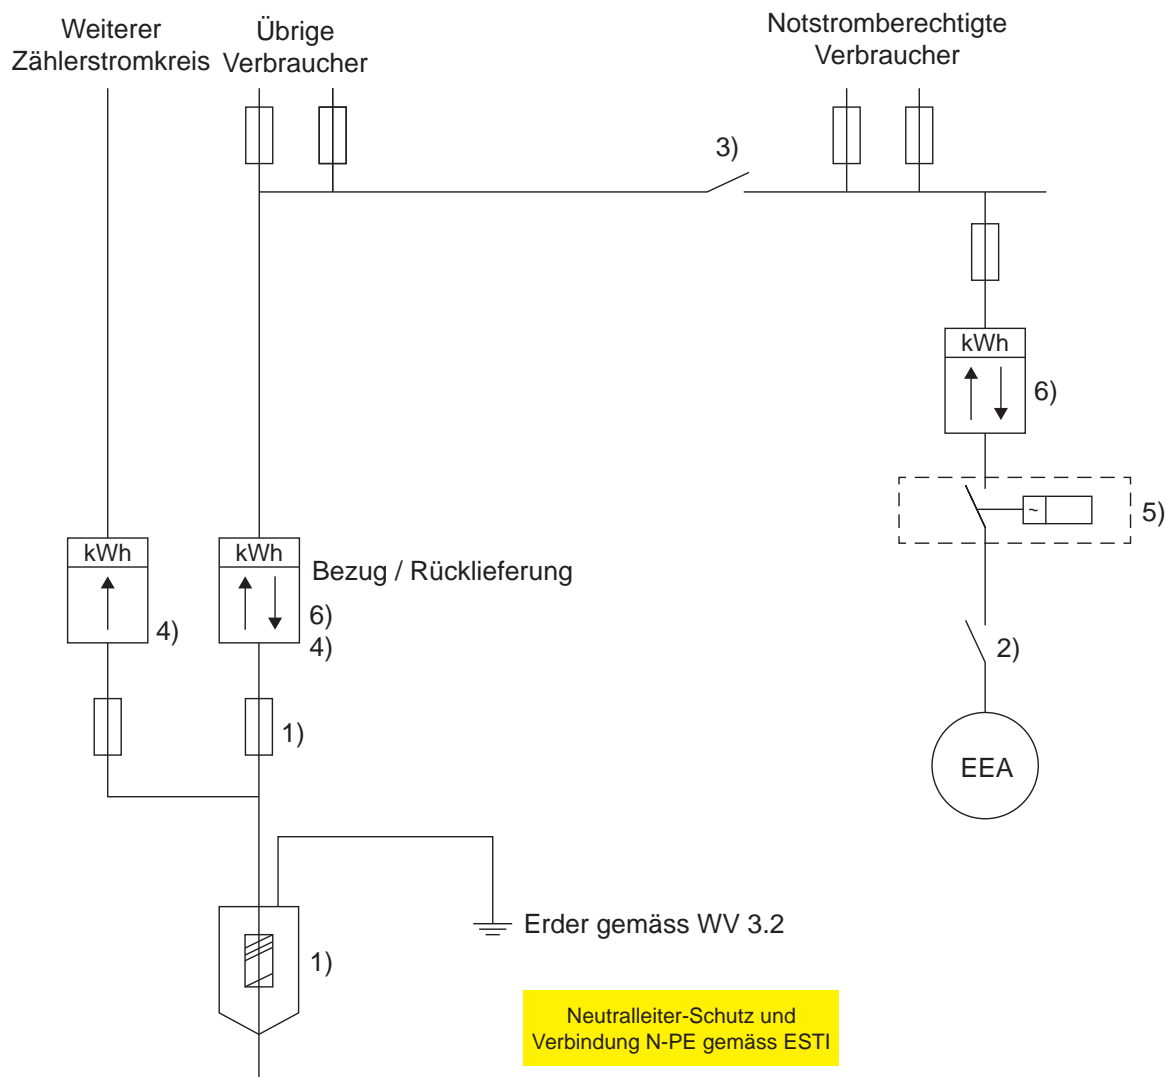 Weiterer
Zählerstromkreis
Übrige
Verbraucher
Notstromberechtigte
Verbraucher
3)
kWh
6)
5)
~
kWh
4)
kWh
Bezug / Rücklieferung
6)
4)
2)
1)
EEA
Erder gemäss WV 3.2
1)
Neutralleiter-Schutz und
Verbindung N-PE gemäss ESTI